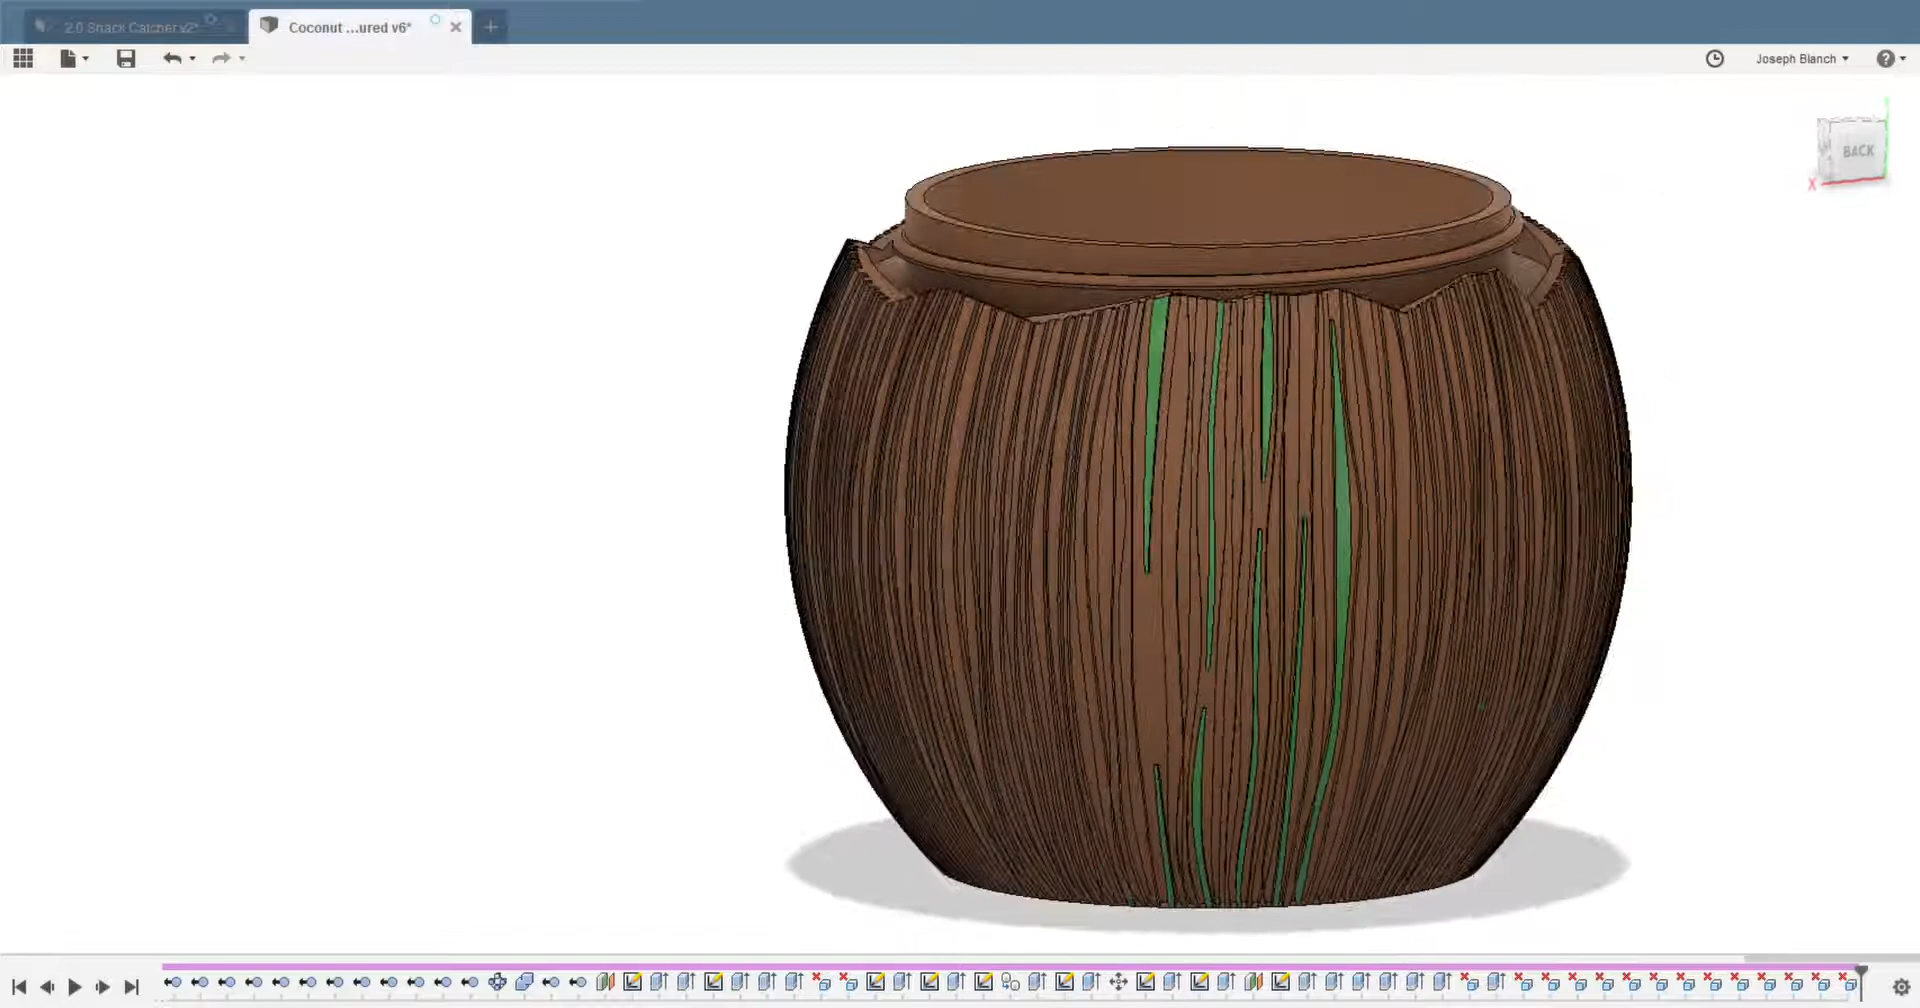 2.0 Snack Catcher v2*
Coconut ...ured v6*
Joseph Blanch
BACK
X